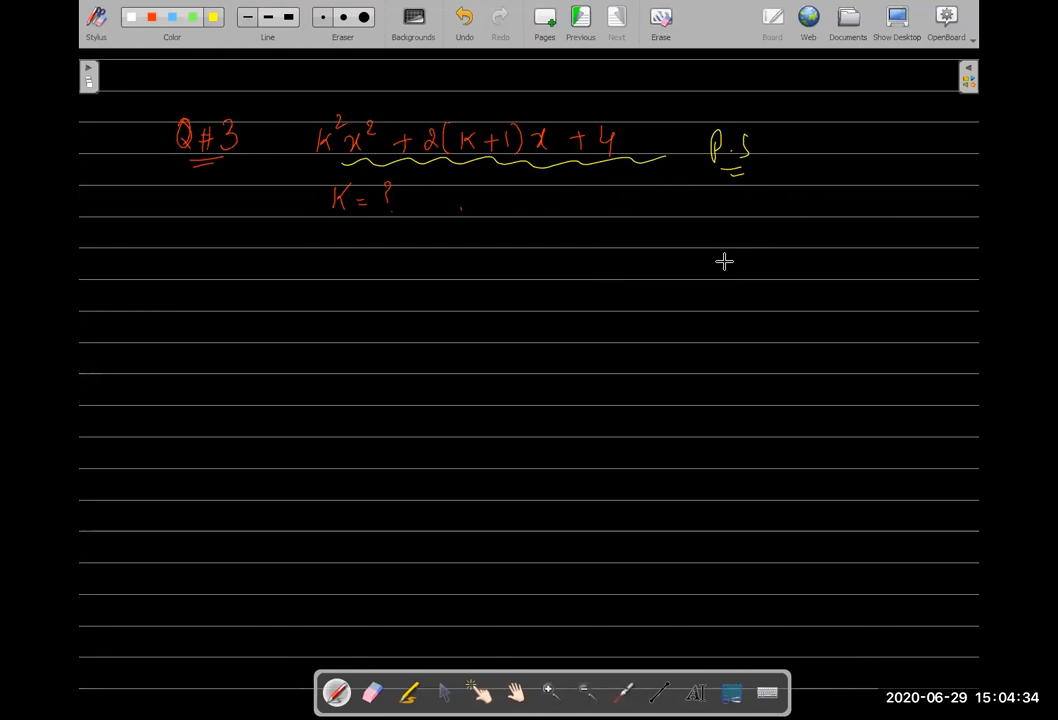 Stylus Color Line Eraser Backgrounds Undo Redo Pages Previous Next Erase Board Web Documents Show Desktop OpenBoard
Q#3 K²x² + 2(K+1)x + 4 P.S
K = ?
AI
2020-06-29 15:04:34